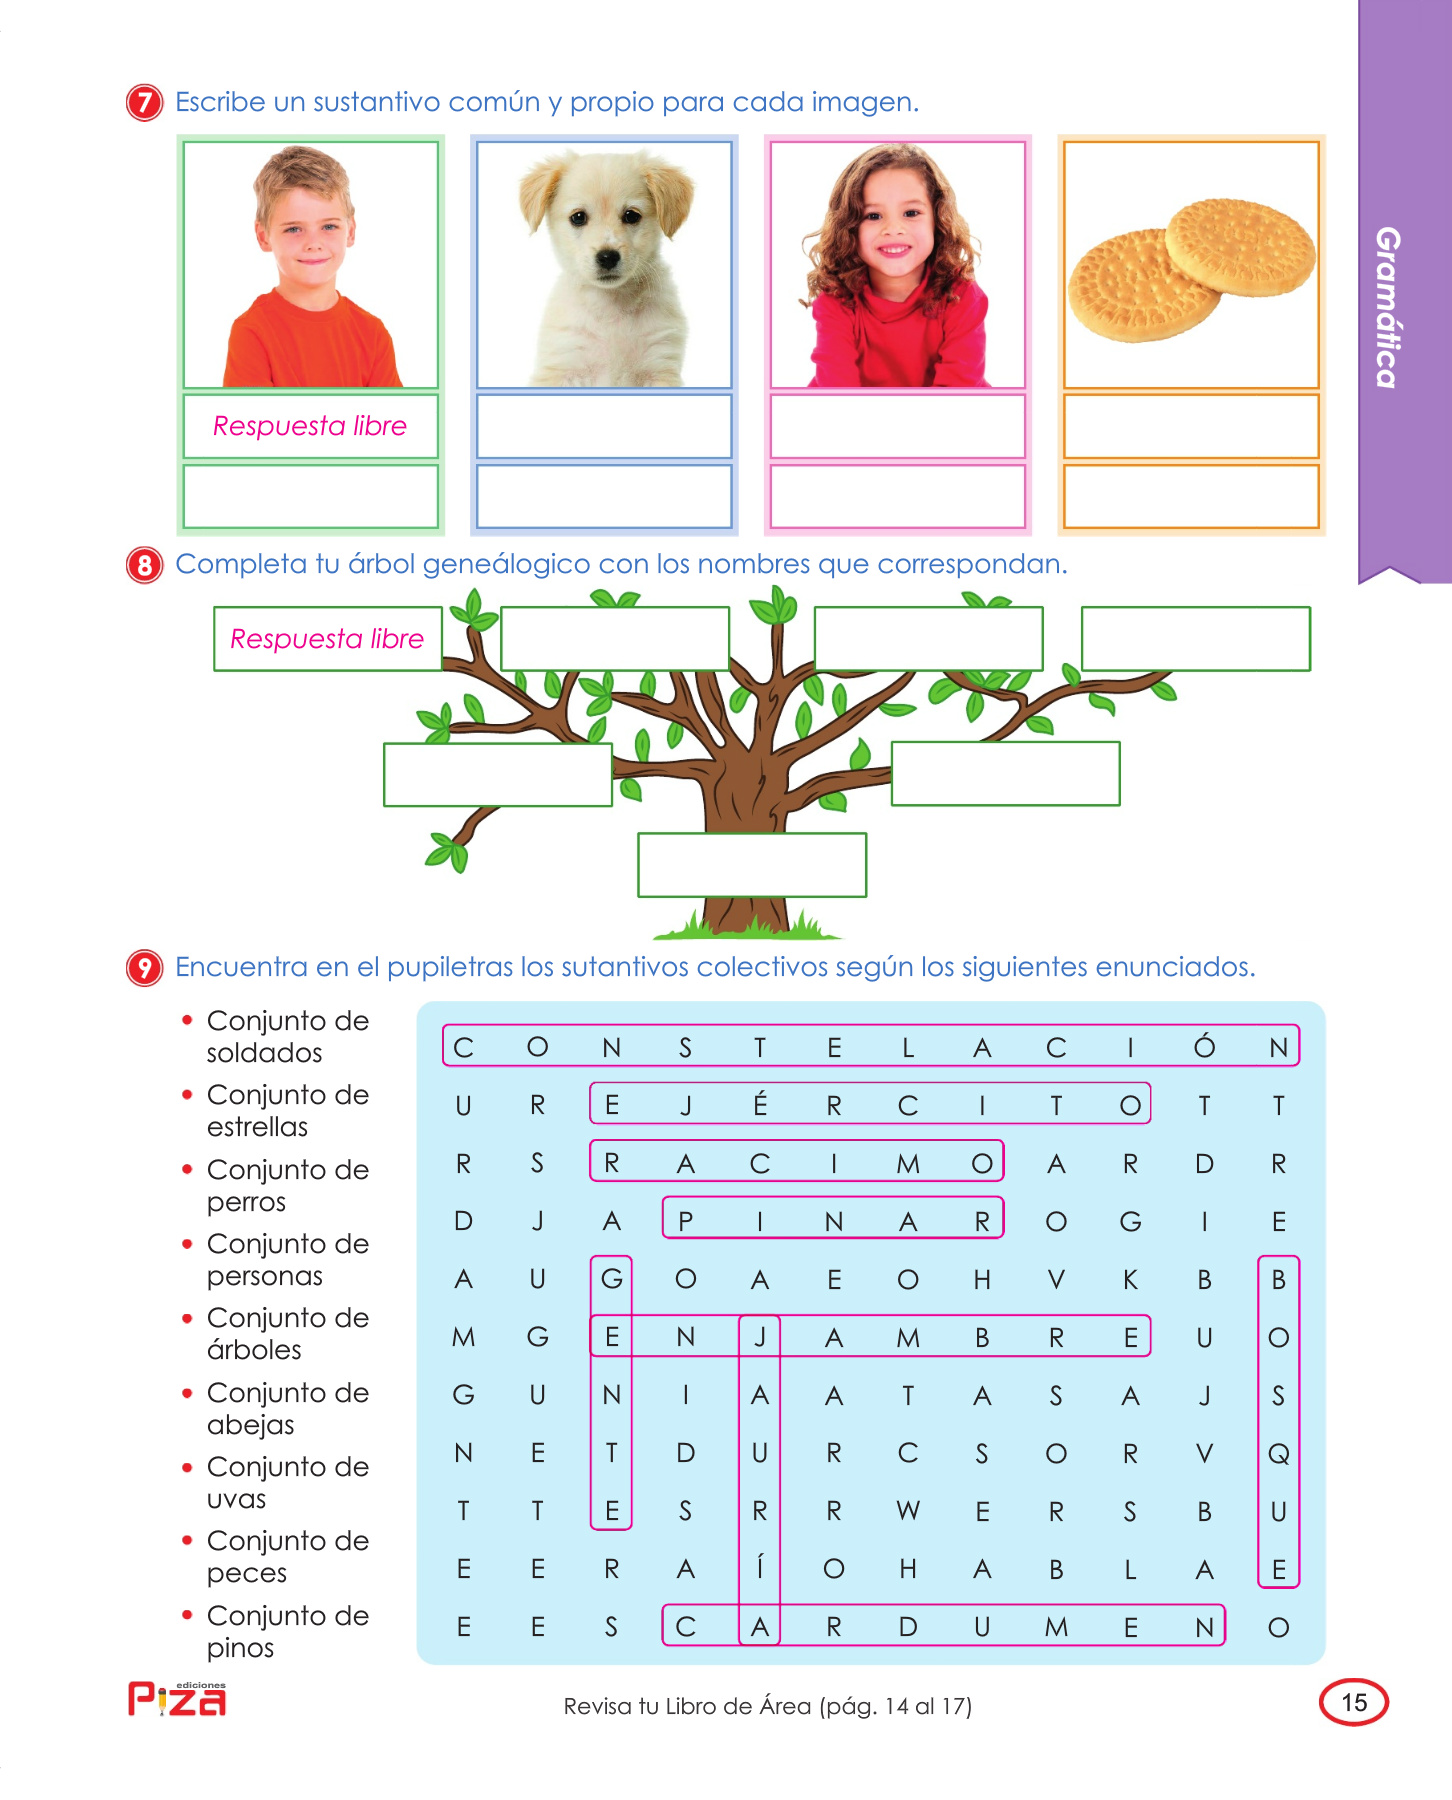 7 Escribe un sustantivo común y propio para cada imagen.
Gramática
Respuesta libre
8 Completa tu árbol geneálogico con los nombres que correspondan.
Respuesta libre
9 Encuentra en el pupiletras los sutantivos colectivos según los siguientes enunciados.
• Conjunto de
soldados
• Conjunto de
estrellas
• Conjunto de
perros
• Conjunto de
personas
• Conjunto de
árboles
• Conjunto de
abejas
• Conjunto de
uvas
• Conjunto de
peces
• Conjunto de
pinos
C O N S T E L A C I Ó N
U R E J É R C I T O T T
R S R A C I M O A R D R
D J A P I N A R O G I E
A U G O A E O H V K B B
M G E N J A M B R E U O
G U N I A A T A S A J S
N E T D U R C S O R V Q
T T E S R R W E R S B U
E E R A Í O H A B L A E
E E S C A R D U M E N O
ediciones
Piza
Revisa tu Libro de Área (pág. 14 al 17)
15